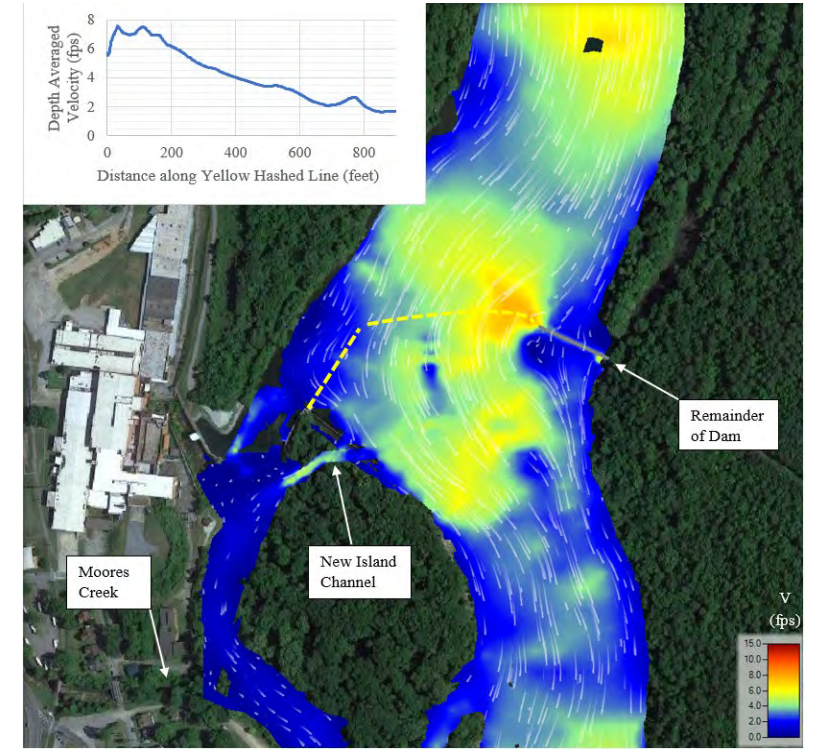 Depth Averaged
Velocity (fps)
8
6
4
2
0
0 200 400 600 800
Distance along Yellow Hashed Line (feet)
Remainder
of Dam
New Island
Channel
Moores
Creek
V
(fps)
15.0
10.0
8.0
6.0
4.0
2.0
0.0